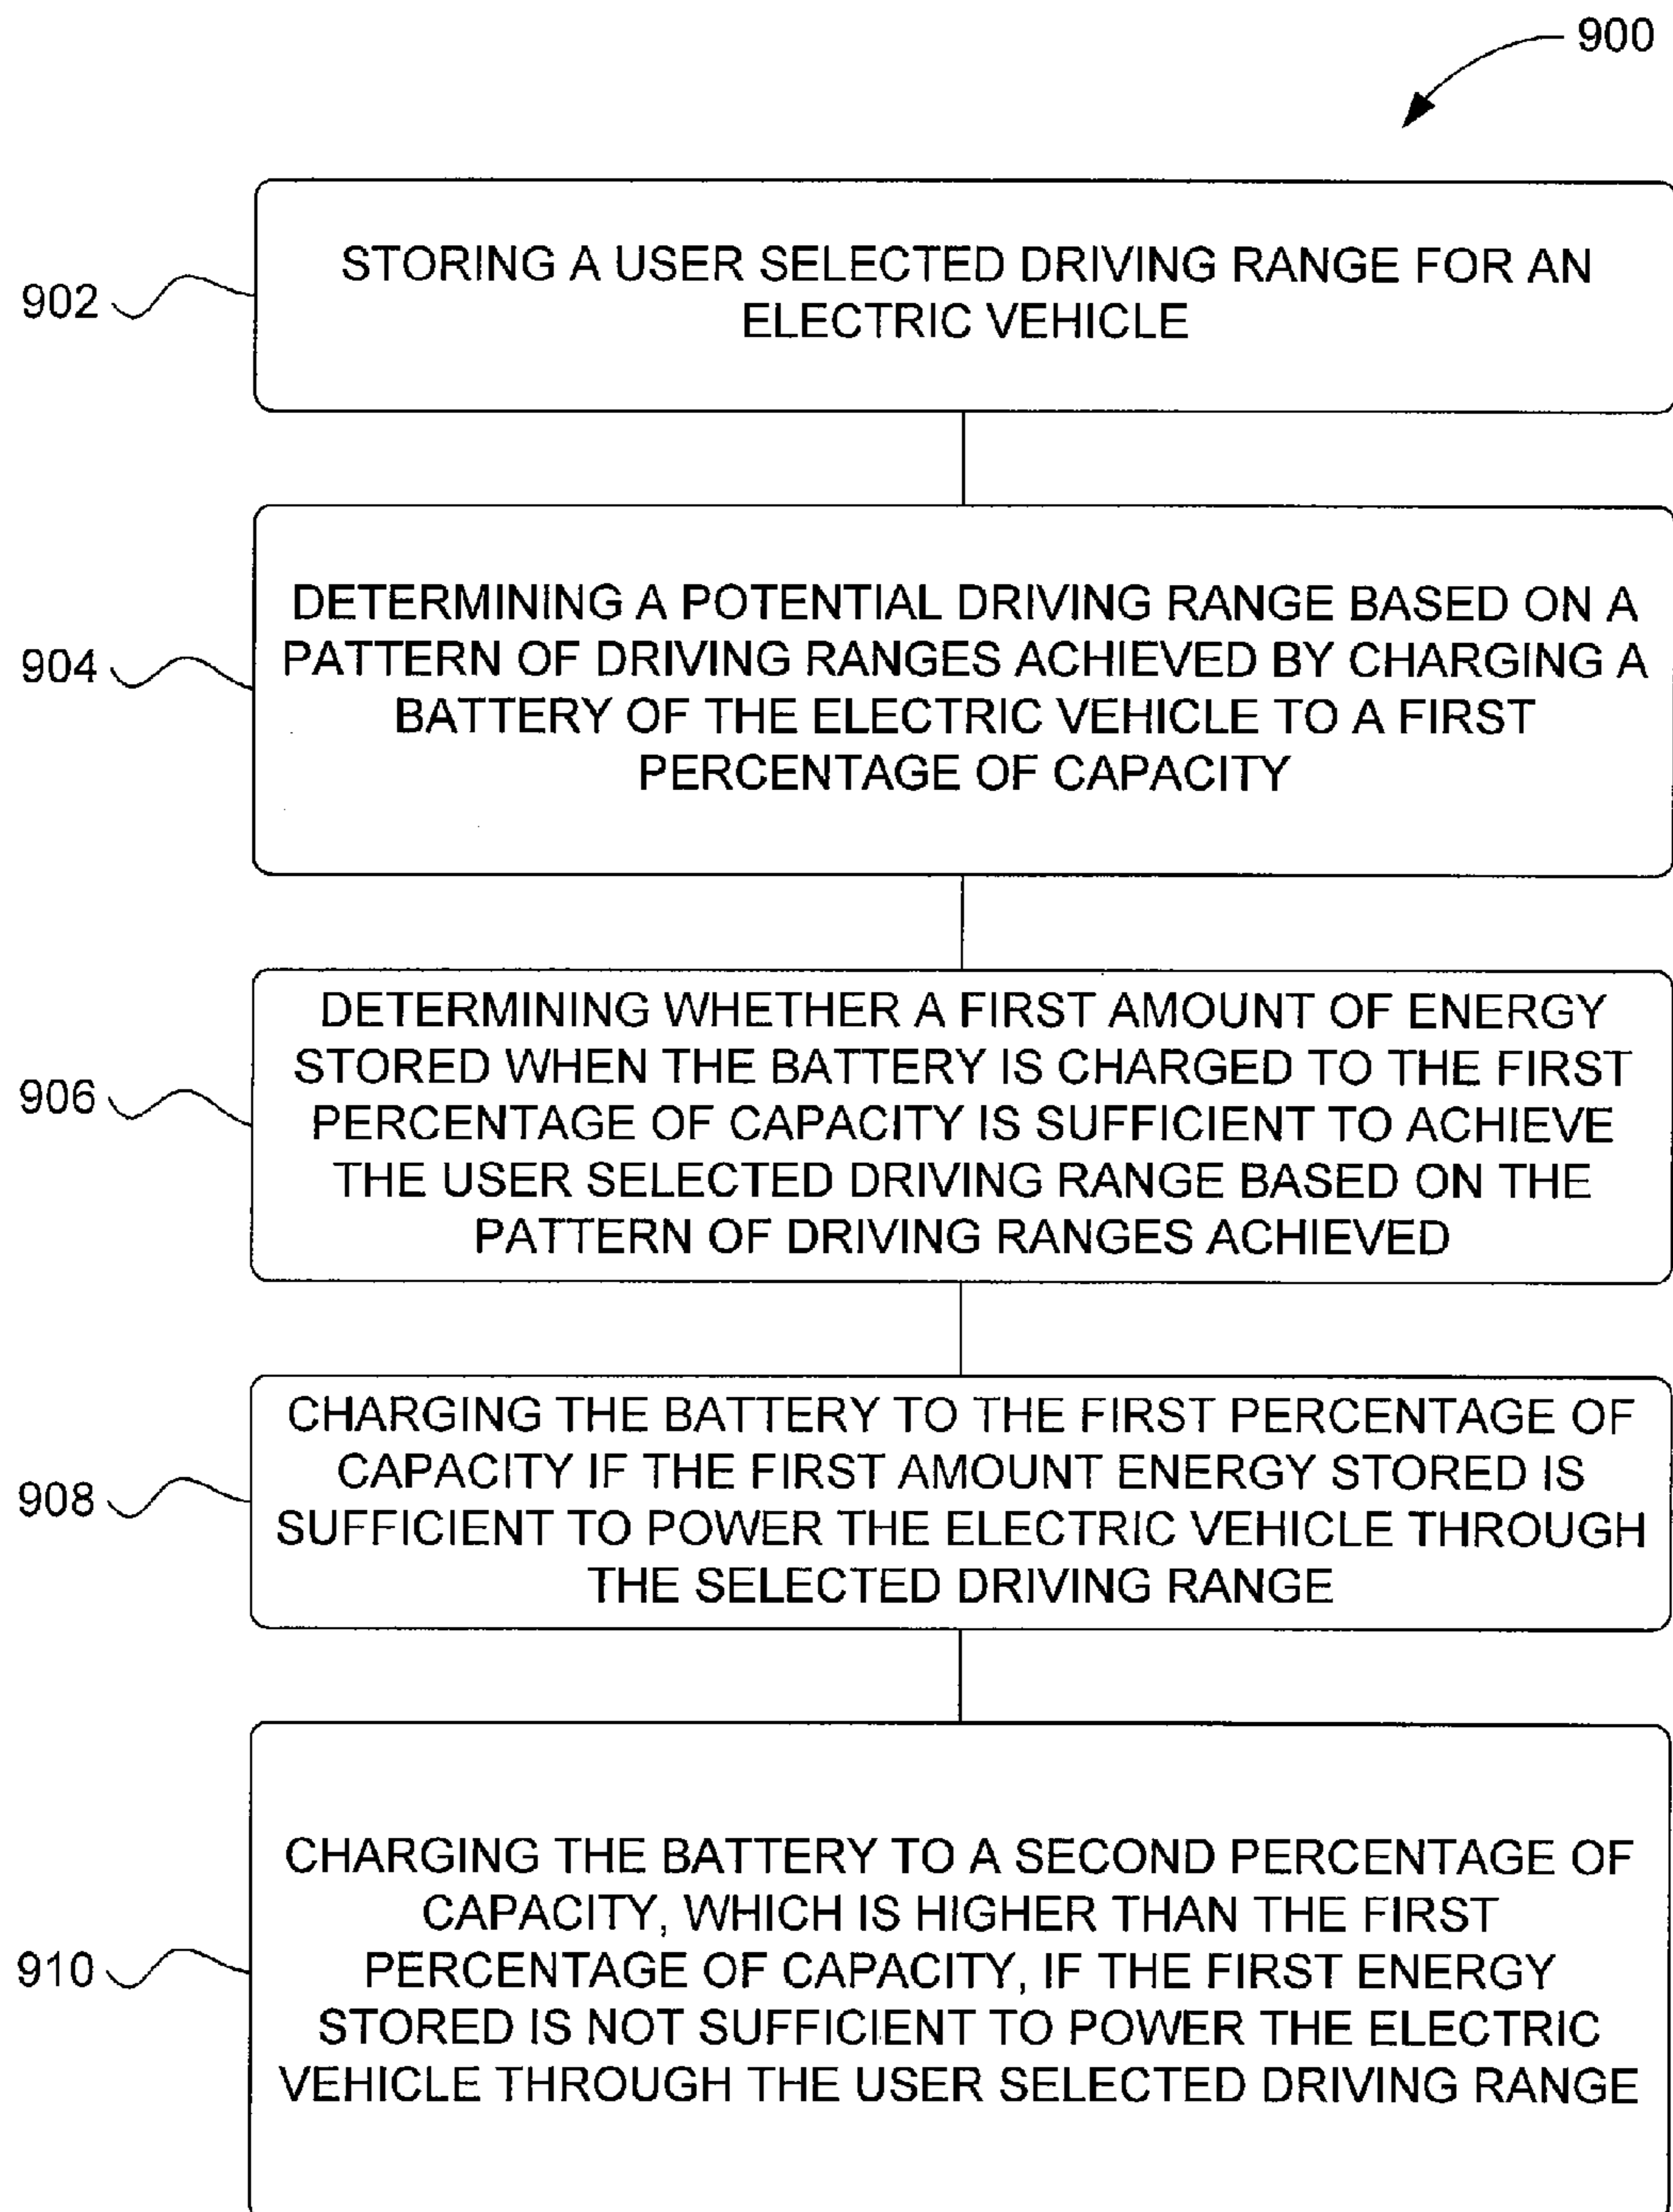 900
902
STORING A USER SELECTED DRIVING RANGE FOR AN
ELECTRIC VEHICLE
904
DETERMINING A POTENTIAL DRIVING RANGE BASED ON A
PATTERN OF DRIVING RANGES ACHIEVED BY CHARGING A
BATTERY OF THE ELECTRIC VEHICLE TO A FIRST
PERCENTAGE OF CAPACITY
906
DETERMINING WHETHER A FIRST AMOUNT OF ENERGY
STORED WHEN THE BATTERY IS CHARGED TO THE FIRST
PERCENTAGE OF CAPACITY IS SUFFICIENT TO ACHIEVE
THE USER SELECTED DRIVING RANGE BASED ON THE
PATTERN OF DRIVING RANGES ACHIEVED
908
CHARGING THE BATTERY TO THE FIRST PERCENTAGE OF
CAPACITY IF THE FIRST AMOUNT ENERGY STORED IS
SUFFICIENT TO POWER THE ELECTRIC VEHICLE THROUGH
THE SELECTED DRIVING RANGE
910
CHARGING THE BATTERY TO A SECOND PERCENTAGE OF
CAPACITY, WHICH IS HIGHER THAN THE FIRST
PERCENTAGE OF CAPACITY, IF THE FIRST ENERGY
STORED IS NOT SUFFICIENT TO POWER THE ELECTRIC
VEHICLE THROUGH THE USER SELECTED DRIVING RANGE